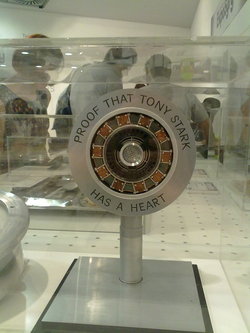 PROOF THAT TONY STARK
HAS A HEART